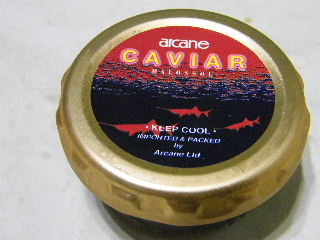 arcane
CAVIAR
MALOSSOL
• KEEP COOL •
IMPORTED & PACKED
by
Arcane Ltd.